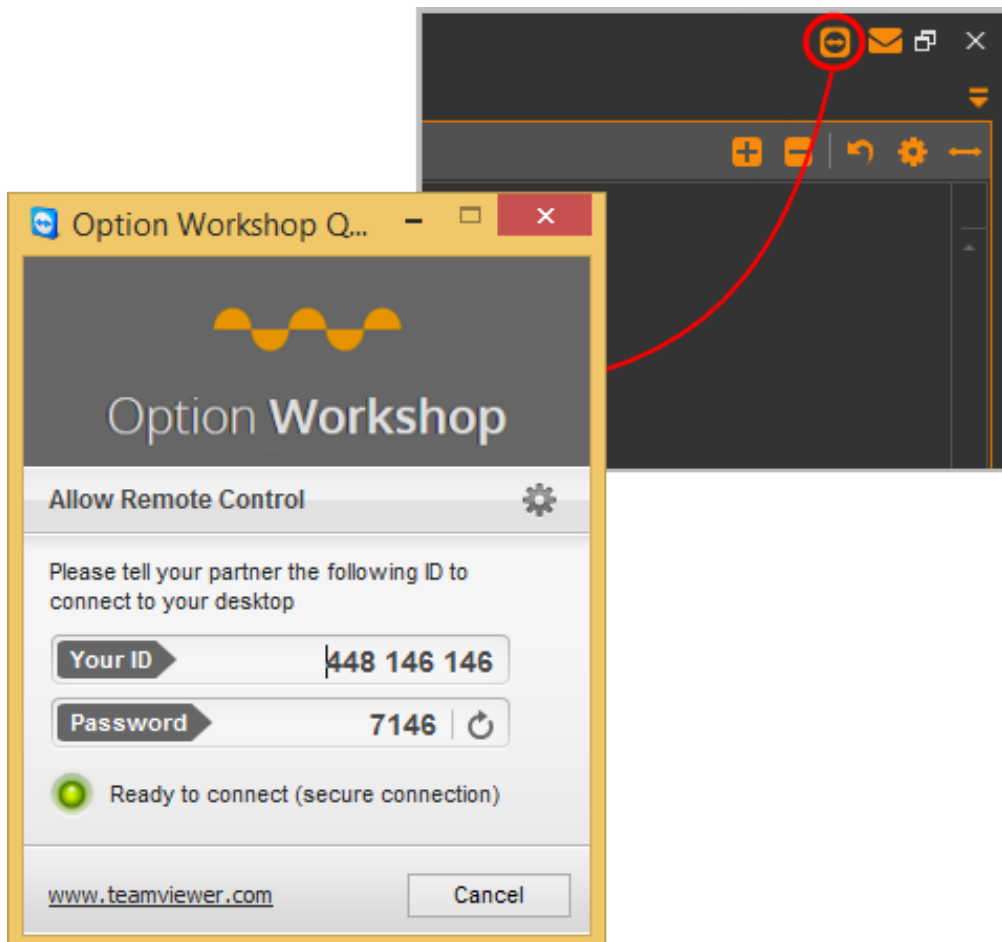 Option Workshop Q...
Option Workshop
Allow Remote Control
Please tell your partner the following ID to
connect to your desktop
Your ID 448 146 146
Password 7146
Ready to connect (secure connection)
www.teamviewer.com Cancel